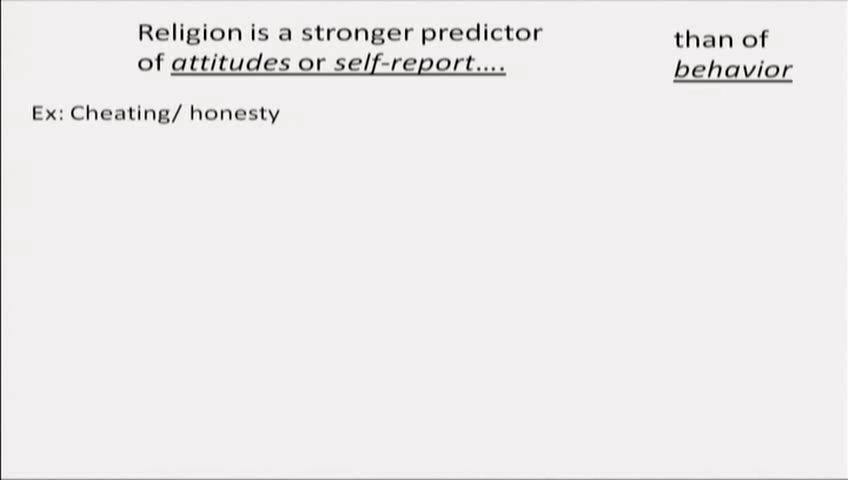 Religion is a stronger predictor
of attitudes or self-report....
than of
behavior
Ex: Cheating/ honesty